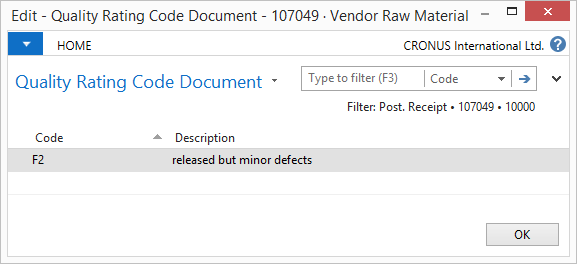 Edit - Quality Rating Code Document - 107049 · Vendor Raw Material
HOME
CRONUS International Ltd.
?
Quality Rating Code Document
Type to filter (F3)
Code
Filter: Post. Receipt • 107049 • 10000
Code
Description
F2
released but minor defects
OK